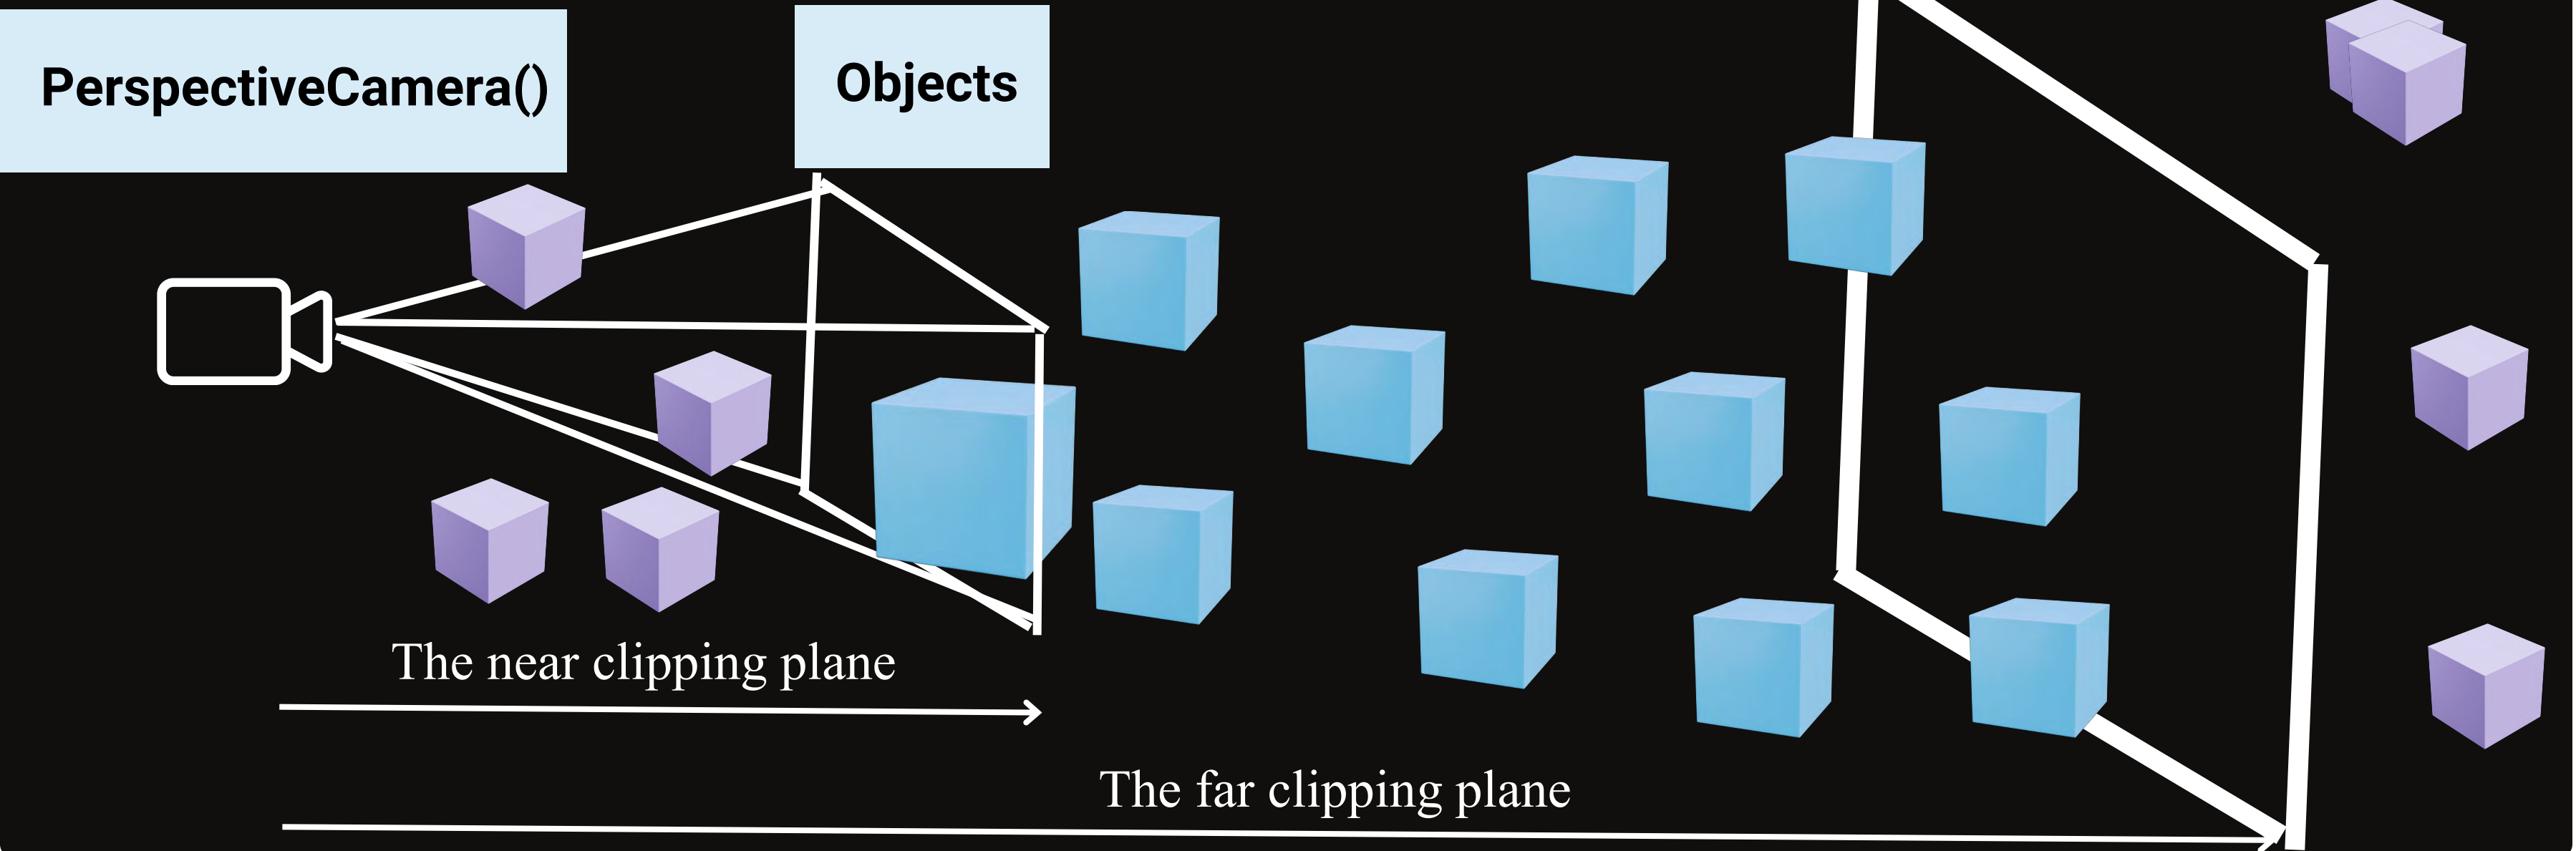 PerspectiveCamera()
Objects
The near clipping plane
The far clipping plane